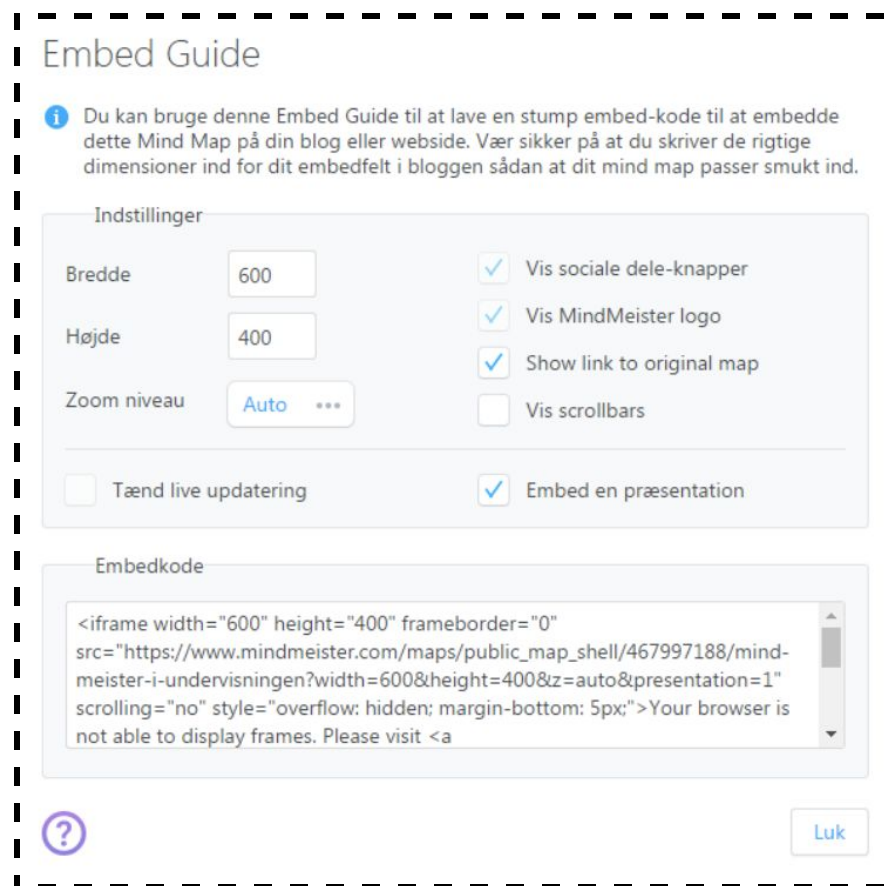 Embed Guide
Du kan bruge denne Embed Guide til at lave en stump embed-kode til at embedde
dette Mind Map på din blog eller webside. Vær sikker på at du skriver de rigtige
dimensioner ind for dit embedfelt i bloggen sådan at dit mind map passer smukt ind.
Indstillinger
Bredde
600
Højde
400
Zoom niveau
Auto
Vis sociale dele-knapper
Vis MindMeister logo
Show link to original map
Vis scrollbars
Tænd live updatering
Embed en præsentation
Embedkode
<iframe width="600" height="400" frameborder="0"
src="https://www.mindmeister.com/maps/public_map_shell/467997188/mind-
meister-i-undervisningen?width=600&height=400&z=auto&presentation=1"
scrolling="no" style="overflow: hidden; margin-bottom: 5px;">Your browser is
not able to display frames. Please visit <a
?
Luk